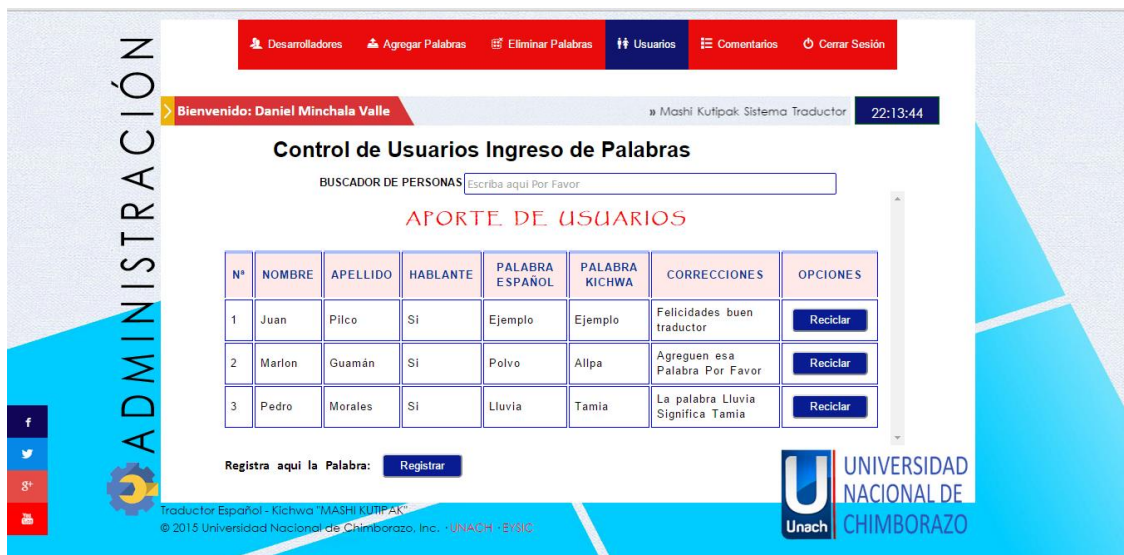 ADMINISTRACIÓN
Desarrolladores Agregar Palabras Eliminar Palabras Usuarios Comentarios Cerrar Sesión
Bienvenido: Daniel Minchala Valle » Mashi Kutipak Sistema Traductor 22:13:44
Control de Usuarios Ingreso de Palabras
BUSCADOR DE PERSONAS Escriba aqui Por Favor
APORTE DE USUARIOS
Nª NOMBRE APELLIDO HABLANTE PALABRA ESPAÑOL PALABRA KICHWA CORRECCIONES OPCIONES
1 Juan Pilco Si Ejemplo Ejemplo Felicidades buen traductor Reciclar
2 Marlon Guamán Si Polvo Allpa Agreguen esa Palabra Por Favor Reciclar
3 Pedro Morales Si Lluvia Tamia La palabra Lluvia Significa Tamia Reciclar
Registra aqui la Palabra: Registrar
f
g+
You Tube
Traductor Español - Kichwa "MASHI KUTIPAK"
© 2015 Universidad Nacional de Chimborazo, Inc. · UNACH · EYSIC
Unach
UNIVERSIDAD
NACIONAL DE
CHIMBORAZO